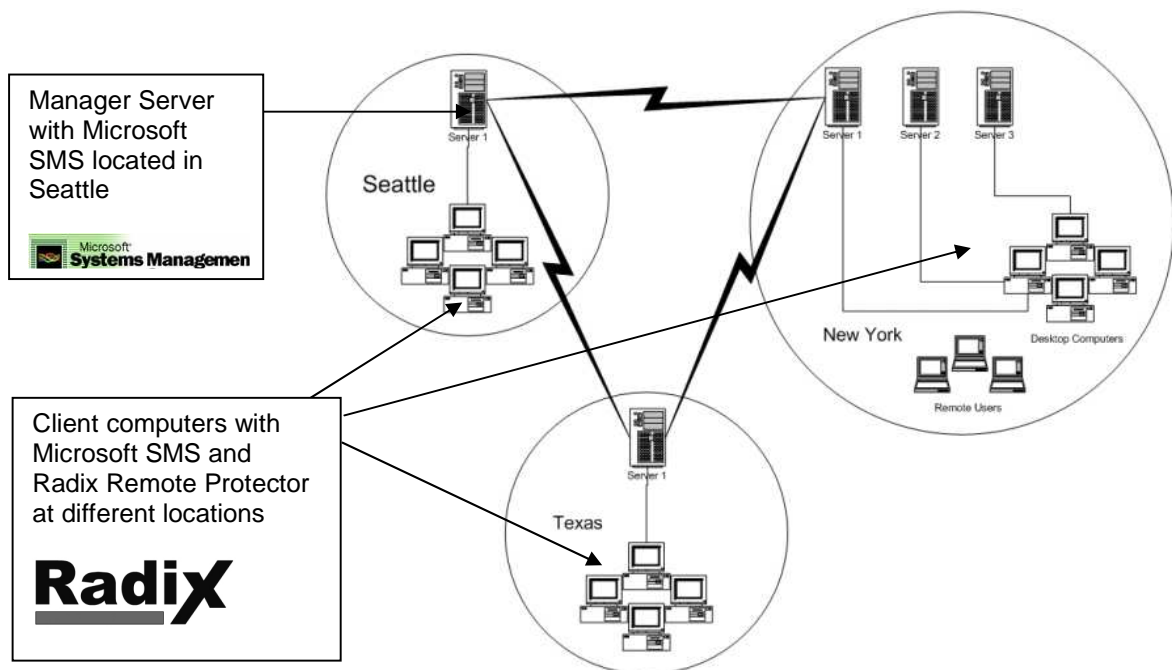 Manager Server
with Microsoft
SMS located in
Seattle
Microsoft
Systems Managemen
Server 1
Seattle
Server 1
Server 2
Server 3
New York
Desktop Computers
Remote Users
Client computers with
Microsoft SMS and
Radix Remote Protector
at different locations
Radix
Server 1
Texas